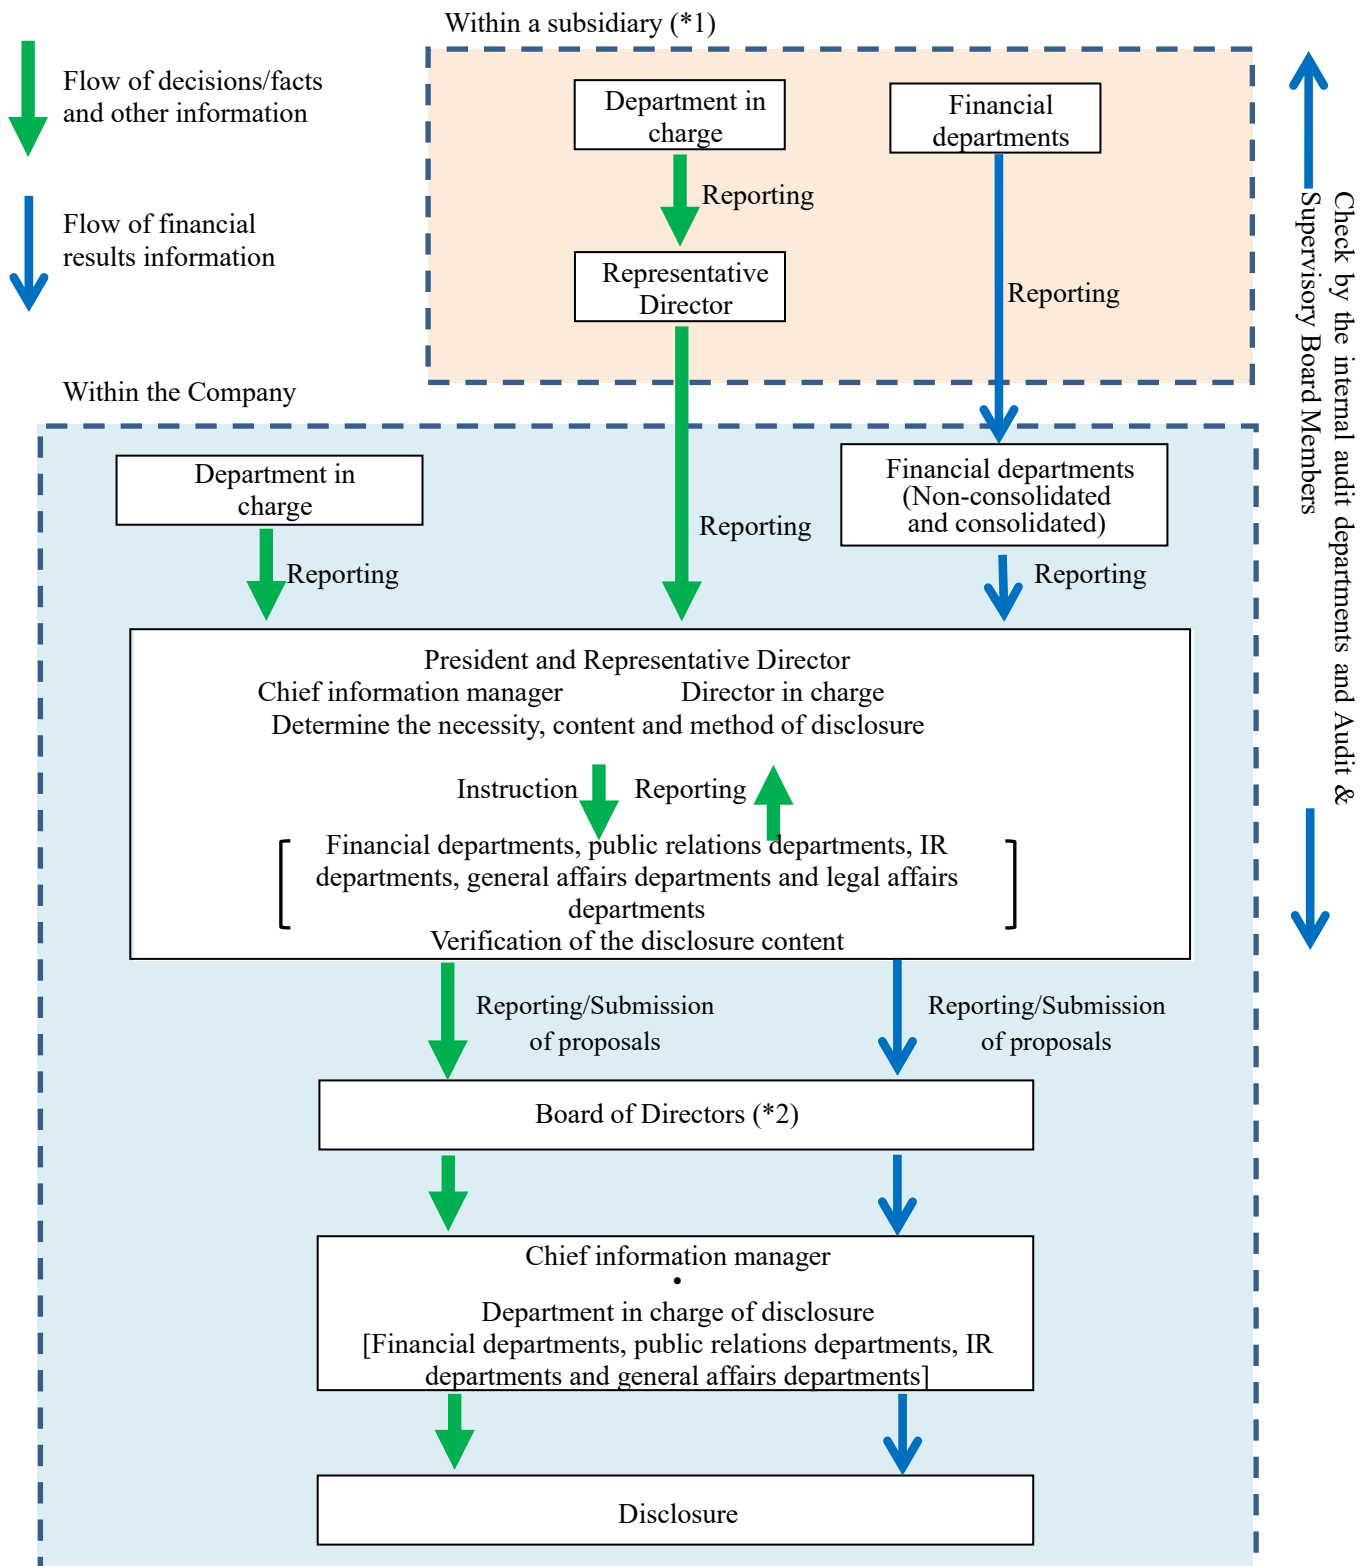 Within a subsidiary (*1)
Flow of decisions/facts
and other information
Flow of financial
results information
Department in
charge
Financial
departments
Reporting
Representative
Director
Reporting
Check by the internal audit departments and Audit &
Supervisory Board Members
Within the Company
Department in
charge
Financial departments
(Non-consolidated
and consolidated)
Reporting
Reporting
Reporting
President and Representative Director
Chief information manager Director in charge
Determine the necessity, content and method of disclosure
Instruction Reporting
Financial departments, public relations departments, IR
departments, general affairs departments and legal affairs
departments
Verification of the disclosure content
Reporting/Submission
of proposals
Reporting/Submission
of proposals
Board of Directors (*2)
Chief information manager
•
Department in charge of disclosure
[Financial departments, public relations departments, IR
departments and general affairs departments]
Disclosure